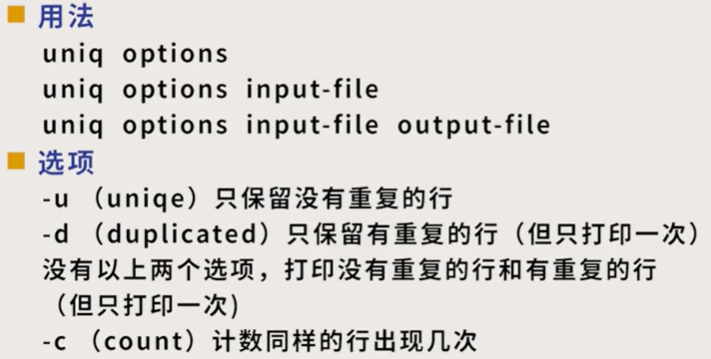 用法
uniq options
uniq options input-file
uniq options input-file output-file
选项
-u （uniqe）只保留没有重复的行
-d （duplicated）只保留有重复的行（但只打印一次）
没有以上两个选项，打印没有重复的行和有重复的行
（但只打印一次)
-c （count）计数同样的行出现几次